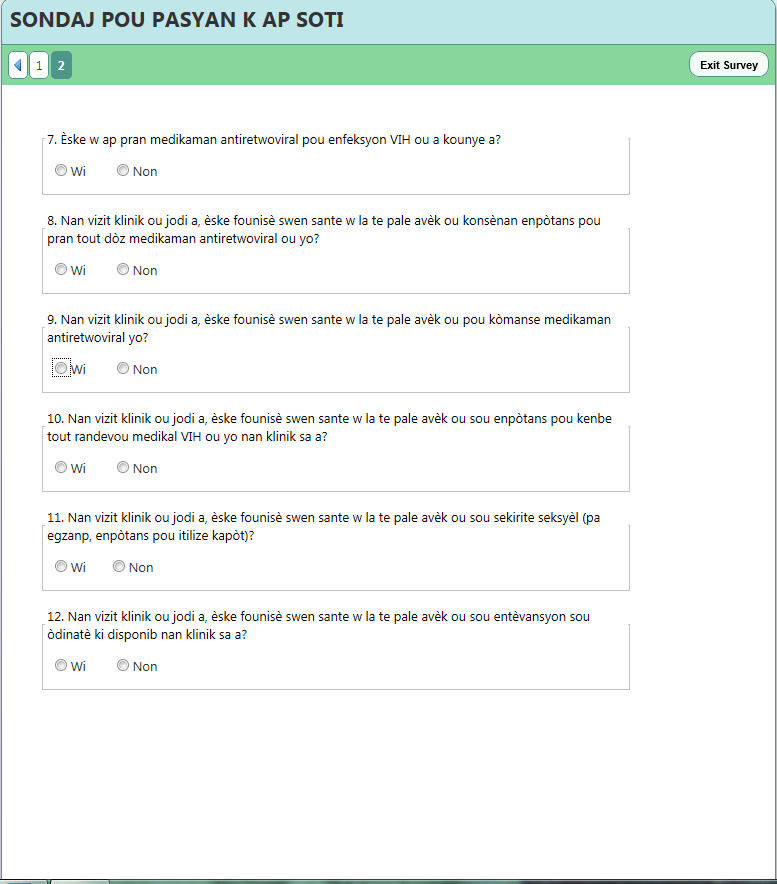 SONDAJ POU PASYAN K AP SOTI
1 2 Exit Survey
7. Èske w ap pran medikaman antiretwoviral pou enfeksyon VIH ou a kounye a?
Wi Non
8. Nan vizit klinik ou jodi a, èske founisè swen sante w la te pale avèk ou konsènan enpòtans pou
pran tout dòz medikaman antiretwoviral ou yo?
Wi Non
9. Nan vizit klinik ou jodi a, èske founisè swen sante w la te pale avèk ou pou kòmanse medikaman
antiretwoviral yo?
Wi Non
10. Nan vizit klinik ou jodi a, èske founisè swen sante w la te pale avèk ou sou enpòtans pou kenbe
tout randevou medikal VIH ou yo nan klinik sa a?
Wi Non
11. Nan vizit klinik ou jodi a, èske founisè swen sante w la te pale avèk ou sou sekirite seksyèl (pa
egzanp, enpòtans pou itilize kapòt)?
Wi Non
12. Nan vizit klinik ou jodi a, èske founisè swen sante w la te pale avèk ou sou entèvansyon sou
òdinatè ki disponib nan klinik sa a?
Wi Non